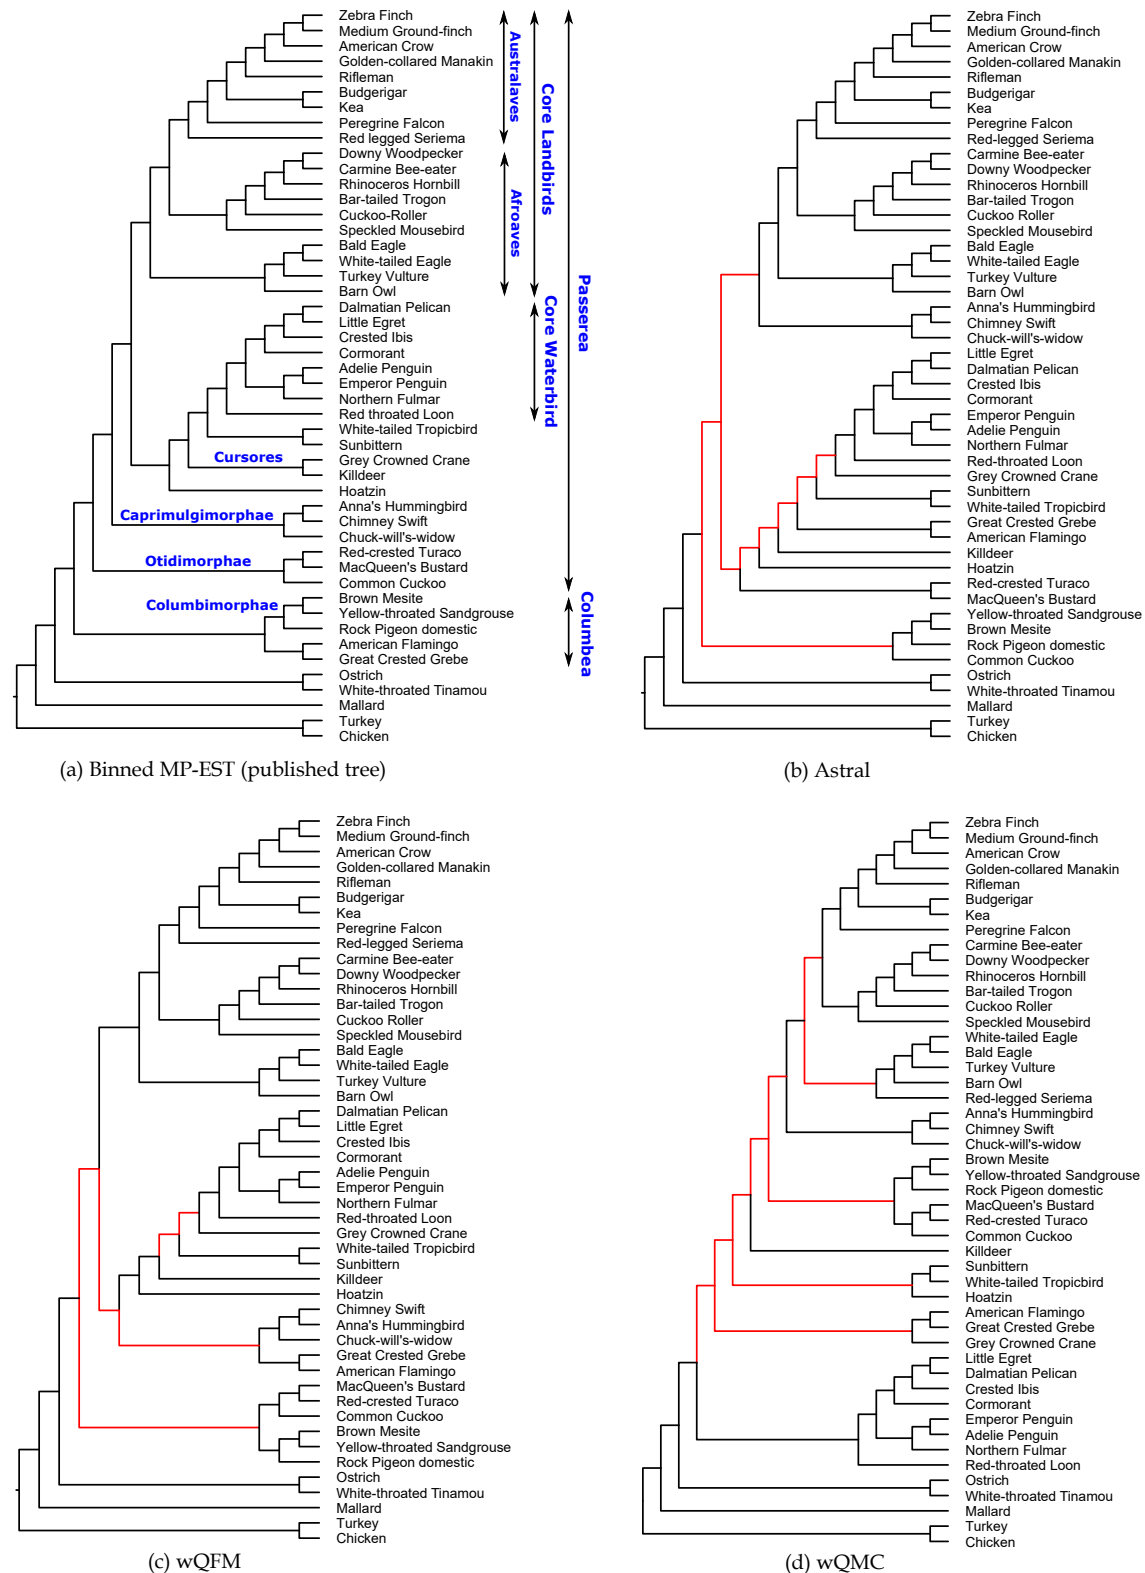 Zebra Finch
Medium Ground-finch
American Crow
Golden-collared Manakin
Rifleman
Budgerigar
Kea
Peregrine Falcon
Red legged Seriema
Downy Woodpecker
Carmine Bee-eater
Rhinoceros Hornbill
Bar-tailed Trogon
Cuckoo-Roller
Speckled Mousebird
Bald Eagle
White-tailed Eagle
Turkey Vulture
Barn Owl
Dalmatian Pelican
Little Egret
Crested Ibis
Cormorant
Adelie Penguin
Emperor Penguin
Northern Fulmar
Red throated Loon
White-tailed Tropicbird
Sunbittern
Grey Crowned Crane
Killdeer
Hoatzin
Anna's Hummingbird
Chimney Swift
Chuck-will's-widow
Red-crested Turaco
MacQueen's Bustard
Common Cuckoo
Brown Mesite
Yellow-throated Sandgrouse
Rock Pigeon domestic
American Flamingo
Great Crested Grebe
Ostrich
White-throated Tinamou
Mallard
Turkey
Chicken
Cursores
Caprimulgimorphae
Otidimorphae
Columbimorphae
Australaves
Afroaves
Core Landbirds
Core Waterbird
Passerea
Columbea
(a) Binned MP-EST (published tree)
Zebra Finch
Medium Ground-finch
American Crow
Golden-collared Manakin
Rifleman
Budgerigar
Kea
Peregrine Falcon
Red-legged Seriema
Carmine Bee-eater
Downy Woodpecker
Rhinoceros Hornbill
Bar-tailed Trogon
Cuckoo Roller
Speckled Mousebird
Bald Eagle
White-tailed Eagle
Turkey Vulture
Barn Owl
Anna's Hummingbird
Chimney Swift
Chuck-will's-widow
Little Egret
Dalmatian Pelican
Crested Ibis
Cormorant
Emperor Penguin
Adelie Penguin
Northern Fulmar
Red-throated Loon
Grey Crowned Crane
Sunbittern
White-tailed Tropicbird
Great Crested Grebe
American Flamingo
Killdeer
Hoatzin
Red-crested Turaco
MacQueen's Bustard
Yellow-throated Sandgrouse
Brown Mesite
Rock Pigeon domestic
Common Cuckoo
Ostrich
White-throated Tinamou
Mallard
Turkey
Chicken
(b) Astral
Zebra Finch
Medium Ground-finch
American Crow
Golden-collared Manakin
Rifleman
Budgerigar
Kea
Peregrine Falcon
Red-legged Seriema
Carmine Bee-eater
Downy Woodpecker
Rhinoceros Hornbill
Bar-tailed Trogon
Cuckoo Roller
Speckled Mousebird
Bald Eagle
White-tailed Eagle
Turkey Vulture
Barn Owl
Dalmatian Pelican
Little Egret
Crested Ibis
Cormorant
Adelie Penguin
Emperor Penguin
Northern Fulmar
Red-throated Loon
Grey Crowned Crane
White-tailed Tropicbird
Sunbittern
Killdeer
Hoatzin
Chimney Swift
Anna's Hummingbird
Chuck-will's-widow
Great Crested Grebe
American Flamingo
MacQueen's Bustard
Red-crested Turaco
Common Cuckoo
Brown Mesite
Yellow-throated Sandgrouse
Rock Pigeon domestic
Ostrich
White-throated Tinamou
Mallard
Turkey
Chicken
(c) wQFM
Zebra Finch
Medium Ground-finch
American Crow
Golden-collared Manakin
Rifleman
Budgerigar
Kea
Peregrine Falcon
Carmine Bee-eater
Downy Woodpecker
Rhinoceros Hornbill
Bar-tailed Trogon
Cuckoo Roller
Speckled Mousebird
White-tailed Eagle
Bald Eagle
Turkey Vulture
Barn Owl
Red-legged Seriema
Anna's Hummingbird
Chimney Swift
Chuck-will's-widow
Brown Mesite
Yellow-throated Sandgrouse
Rock Pigeon domestic
MacQueen's Bustard
Red-crested Turaco
Common Cuckoo
Killdeer
Sunbittern
White-tailed Tropicbird
Hoatzin
American Flamingo
Great Crested Grebe
Grey Crowned Crane
Little Egret
Dalmatian Pelican
Crested Ibis
Cormorant
Emperor Penguin
Adelie Penguin
Northern Fulmar
Red-throated Loon
Ostrich
White-throated Tinamou
Mallard
Turkey
Chicken
(d) wQMC